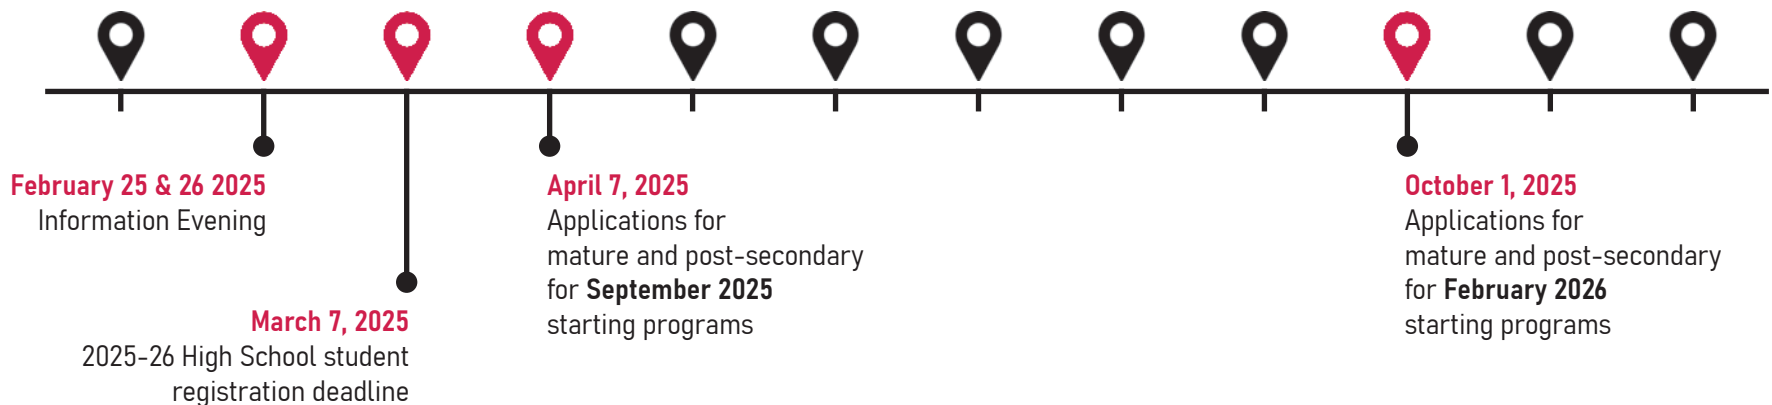 February 25 & 26 2025
Information Evening
March 7, 2025
2025-26 High School student
registration deadline
April 7, 2025
Applications for
mature and post-secondary
for September 2025
starting programs
October 1, 2025
Applications for
mature and post-secondary
for February 2026
starting programs